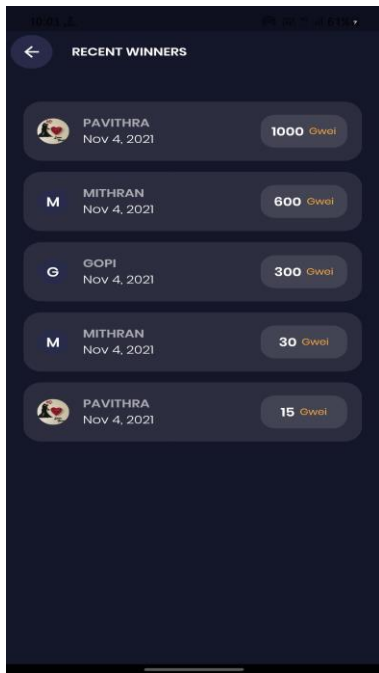 RECENT WINNERS
PAVITHRA
Nov 4, 2021
1000 Gwei
M
MITHRAN
Nov 4, 2021
600 Gwei
G
GOPI
Nov 4, 2021
300 Gwei
M
MITHRAN
Nov 4, 2021
30 Gwei
PAVITHRA
Nov 4, 2021
15 Gwei